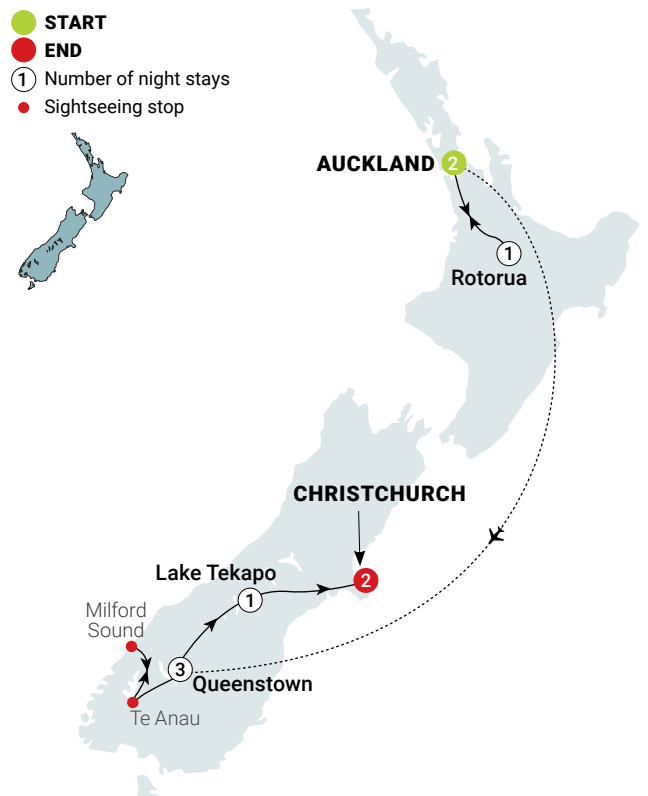 START
END
1 Number of night stays
Sightseeing stop
AUCKLAND 2
1
Rotorua
CHRISTCHURCH
2
Lake Tekapo
1
Milford
Sound
3
Queenstown
Te Anau